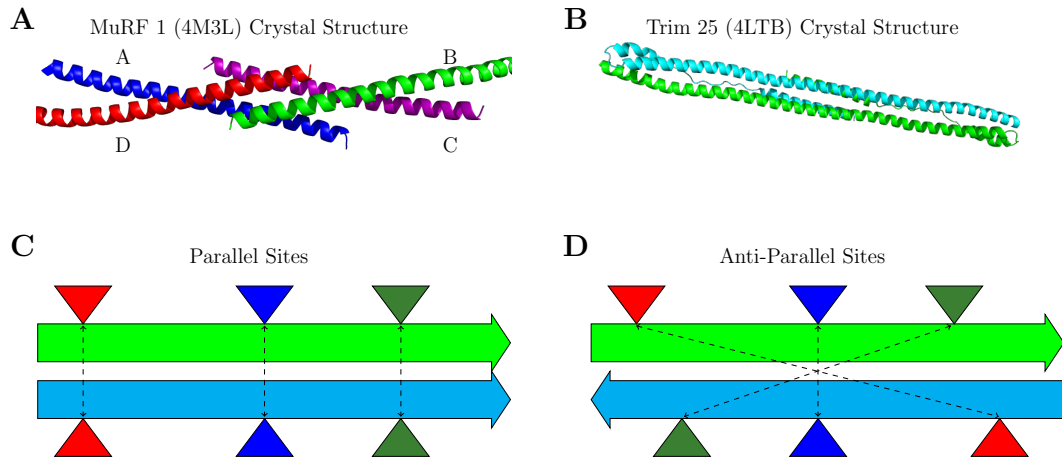 A
MuRF 1 (4M3L) Crystal Structure
A
B
D
C
B
Trim 25 (4LTB) Crystal Structure
C
Parallel Sites
D
Anti-Parallel Sites